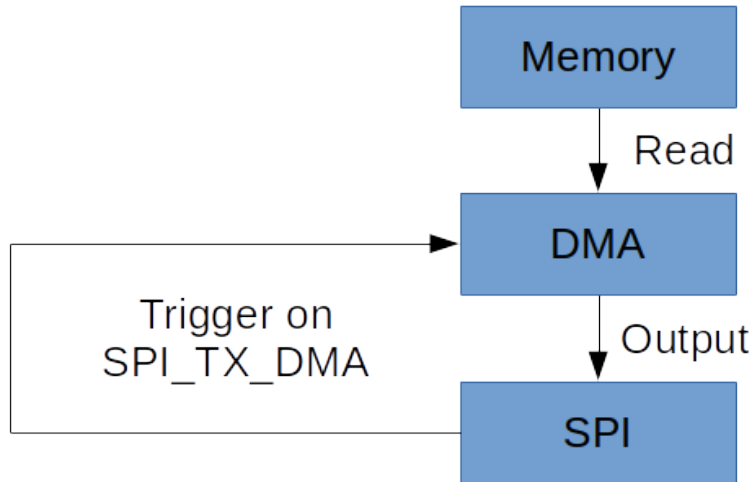 Memory
Read
DMA
Trigger on
SPI_TX_DMA
Output
SPI